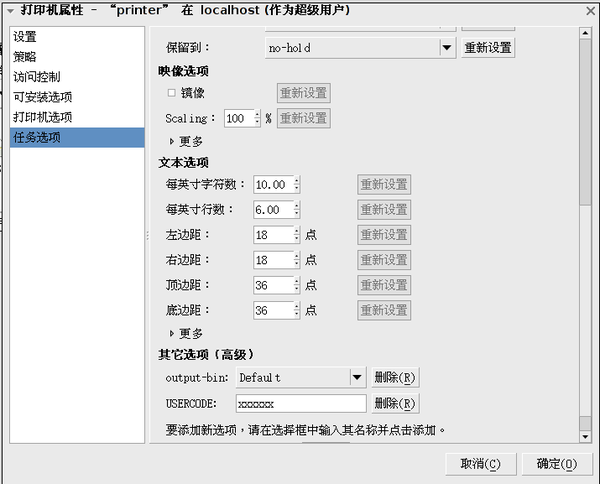 打印机属性 - “printer” 在 localhost (作为超级用户)
设置
策略
访问控制
可安装选项
打印机选项
任务选项
保留到： no-hold 重新设置
映像选项
镜像 重新设置
Scaling: 100 % 重新设置
更多
文本选项
每英寸字符数： 10.00 重新设置
每英寸行数： 6.00 重新设置
左边距： 18 点 重新设置
右边距： 18 点 重新设置
顶边距： 36 点 重新设置
底边距： 36 点 重新设置
更多
其它选项 (高级)
output-bin: Default 删除(R)
USERCODE: xxxxxx 删除(R)
要添加新选项，请在选择框中输入其名称并点击添加。
取消(C) 确定(O)